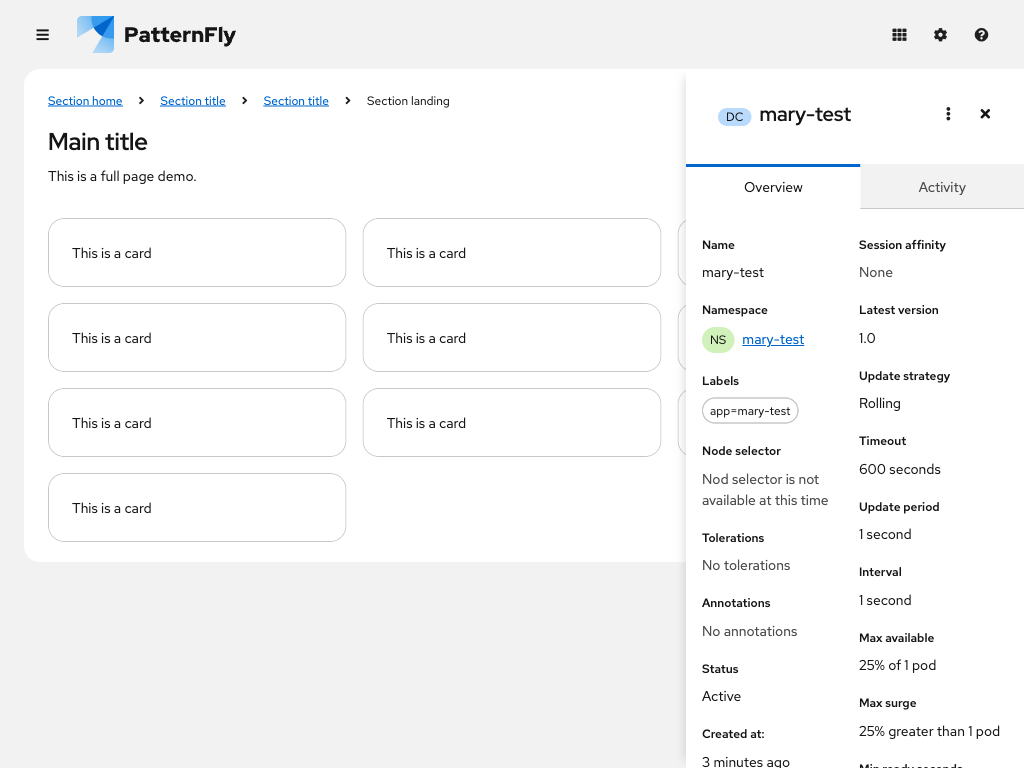 PatternFly
Section home
Section title
Section title
Section landing
Main title
This is a full page demo.
This is a card
This is a card
This is a card
This is a card
This is a card
This is a card
This is a card
DC
mary-test
Overview
Activity
Name
mary-test
Namespace
NS
mary-test
Labels
app=mary-test
Node selector
Nod selector is not
available at this time
Tolerations
No tolerations
Annotations
No annotations
Status
Active
Created at:
3 minutes ago
Session affinity
None
Latest version
1.0
Update strategy
Rolling
Timeout
600 seconds
Update period
1 second
Interval
1 second
Max available
25% of 1 pod
Max surge
25% greater than 1 pod
Min ready seconds